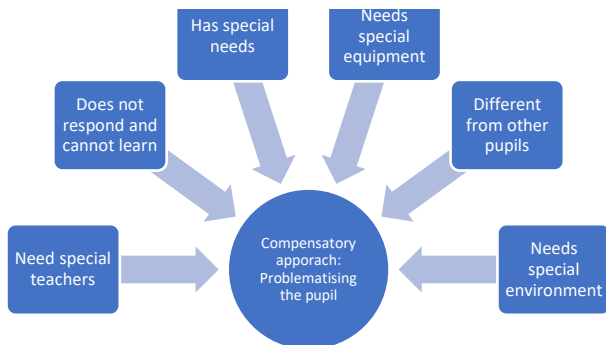 Has special
needs
Needs
special
equipment
Does not
respond and
cannot learn
Different
from other
pupils
Need special
teachers
Compensatory
apporach:
Problematising
the pupil
Needs
special
environment